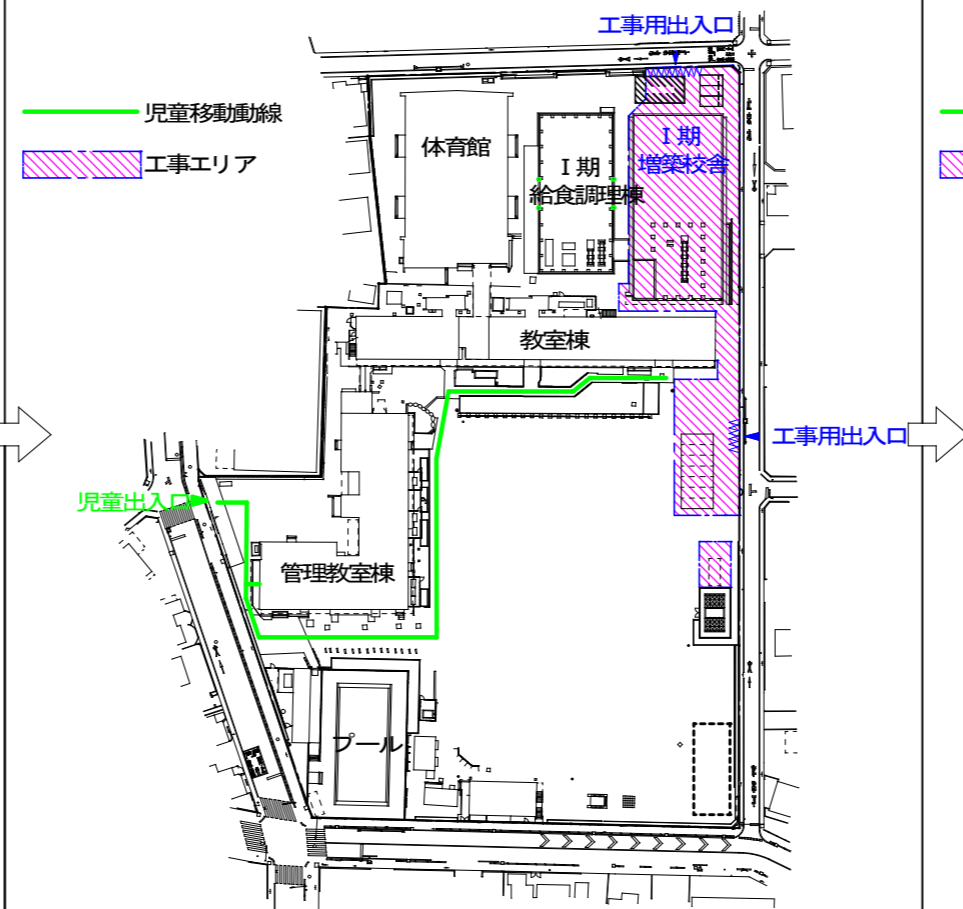 工事用出入口
児童移動動線
工事エリア
体育館
Ⅰ期
給食調理棟
Ⅰ期
増築校舎
教室棟
工事用出入口
児童出入口
管理教室棟
プール